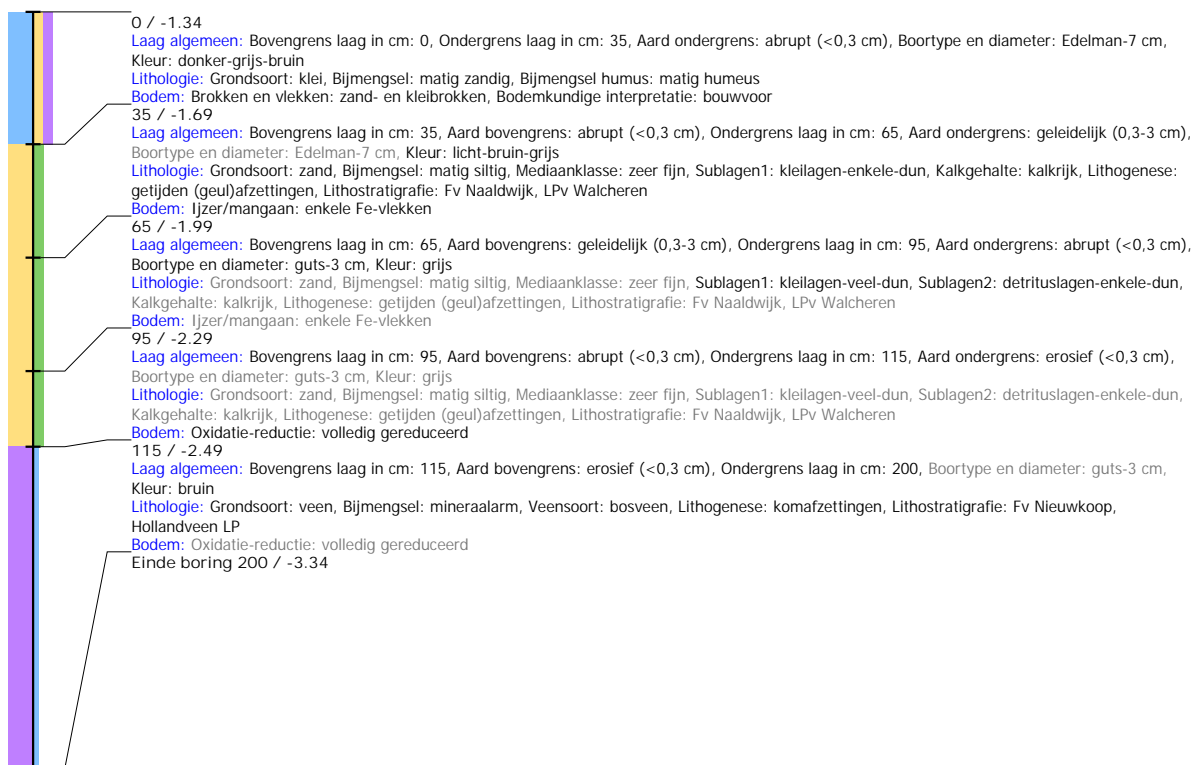 0 / -1.34
Laag algemeen: Bovengrens laag in cm: 0, Ondergrens laag in cm: 35, Aard ondergrens: abrupt (<0,3 cm), Boortype en diameter: Edelman-7 cm,
Kleur: donker-grijs-bruin
Lithologie: Grondsoort: klei, Bijmengsel: matig zandig, Bijmengsel humus: matig humeus
Bodem: Brokken en vlekken: zand- en kleibrokken, Bodemkundige interpretatie: bouwvoor
35 / -1.69
Laag algemeen: Bovengrens laag in cm: 35, Aard bovengrens: abrupt (<0,3 cm), Ondergrens laag in cm: 65, Aard ondergrens: geleidelijk (0,3-3 cm),
Boortype en diameter: Edelman-7 cm, Kleur: licht-bruin-grijs
Lithologie: Grondsoort: zand, Bijmengsel: matig siltig, Mediaanklasse: zeer fijn, Sublagen1: kleilagen-enkele-dun, Kalkgehalte: kalkrijk, Lithogenese:
getijden (geul)afzettingen, Lithostratigrafie: Fv Naaldwijk, LPv Walcheren
Bodem: Ijzer/mangaan: enkele Fe-vlekken
65 / -1.99
Laag algemeen: Bovengrens laag in cm: 65, Aard bovengrens: geleidelijk (0,3-3 cm), Ondergrens laag in cm: 95, Aard ondergrens: abrupt (<0,3 cm),
Boortype en diameter: guts-3 cm, Kleur: grijs
Lithologie: Grondsoort: zand, Bijmengsel: matig siltig, Mediaanklasse: zeer fijn, Sublagen1: kleilagen-veel-dun, Sublagen2: detrituslagen-enkele-dun,
Kalkgehalte: kalkrijk, Lithogenese: getijden (geul)afzettingen, Lithostratigrafie: Fv Naaldwijk, LPv Walcheren
Bodem: Ijzer/mangaan: enkele Fe-vlekken
95 / -2.29
Laag algemeen: Bovengrens laag in cm: 95, Aard bovengrens: abrupt (<0,3 cm), Ondergrens laag in cm: 115, Aard ondergrens: erosief (<0,3 cm),
Boortype en diameter: guts-3 cm, Kleur: grijs
Lithologie: Grondsoort: zand, Bijmengsel: matig siltig, Mediaanklasse: zeer fijn, Sublagen1: kleilagen-veel-dun, Sublagen2: detrituslagen-enkele-dun,
Kalkgehalte: kalkrijk, Lithogenese: getijden (geul)afzettingen, Lithostratigrafie: Fv Naaldwijk, LPv Walcheren
Bodem: Oxidatie-reductie: volledig gereduceerd
115 / -2.49
Laag algemeen: Bovengrens laag in cm: 115, Aard bovengrens: erosief (<0,3 cm), Ondergrens laag in cm: 200, Boortype en diameter: guts-3 cm,
Kleur: bruin
Lithologie: Grondsoort: veen, Bijmengsel: mineraalarm, Veensoort: bosveen, Lithogenese: komafzettingen, Lithostratigrafie: Fv Nieuwkoop,
Hollandveen LP
Bodem: Oxidatie-reductie: volledig gereduceerd
Einde boring 200 / -3.34